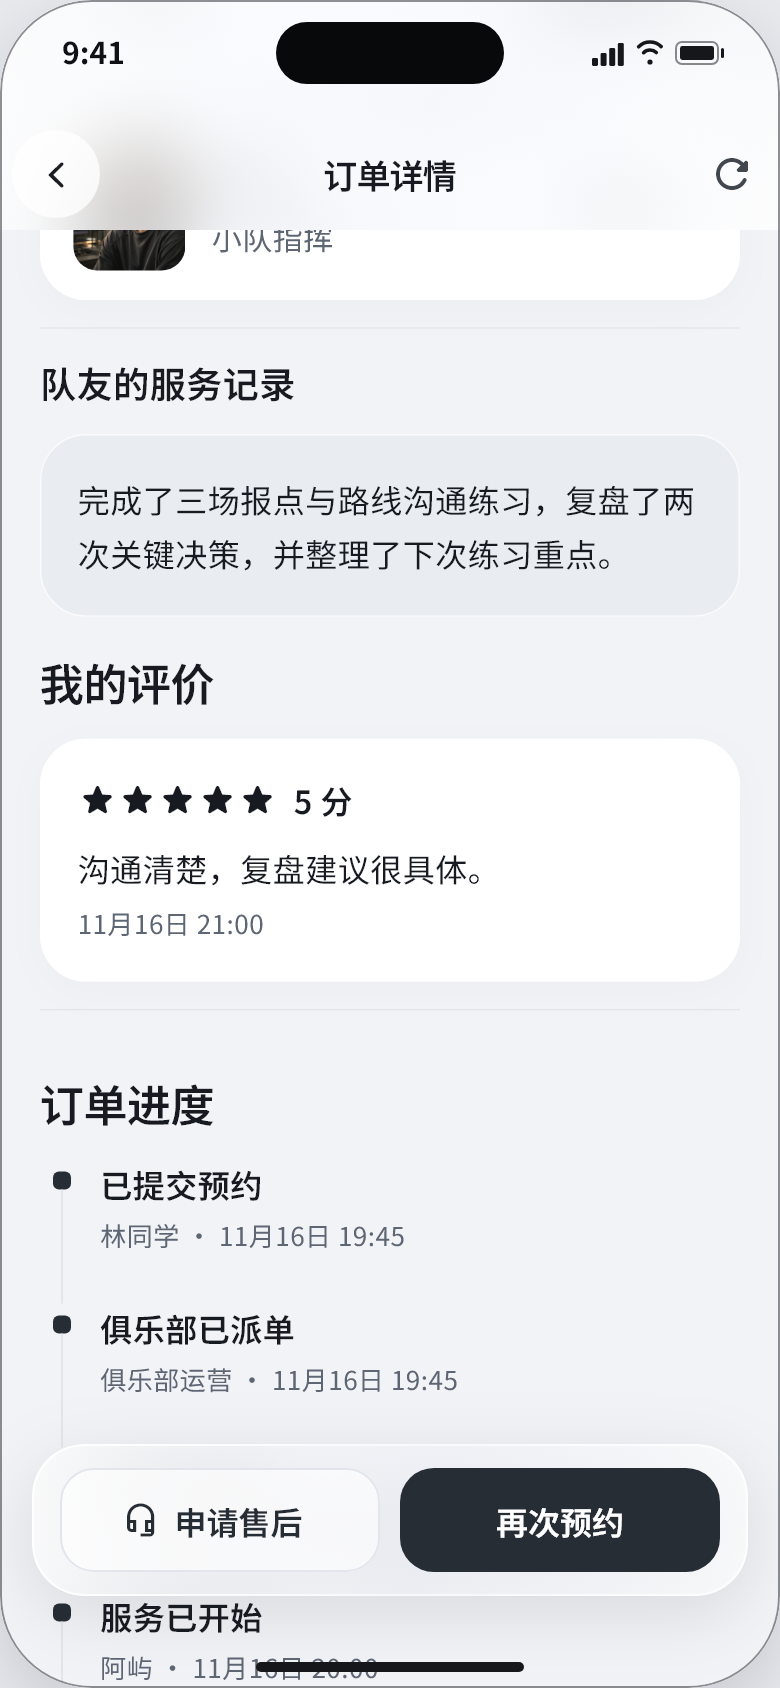 9:41
订单详情
小队指挥
队友的服务记录
完成了三场报点与路线沟通练习，复盘了两
次关键决策，并整理了下次练习重点。
我的评价
5 分
沟通清楚，复盘建议很具体。
11月16日 21:00
订单进度
已提交预约
林同学 · 11月16日 19:45
俱乐部已派单
俱乐部运营 · 11月16日 19:45
申请售后
再次预约
服务已开始
阿屿 · 11月16日 20:00